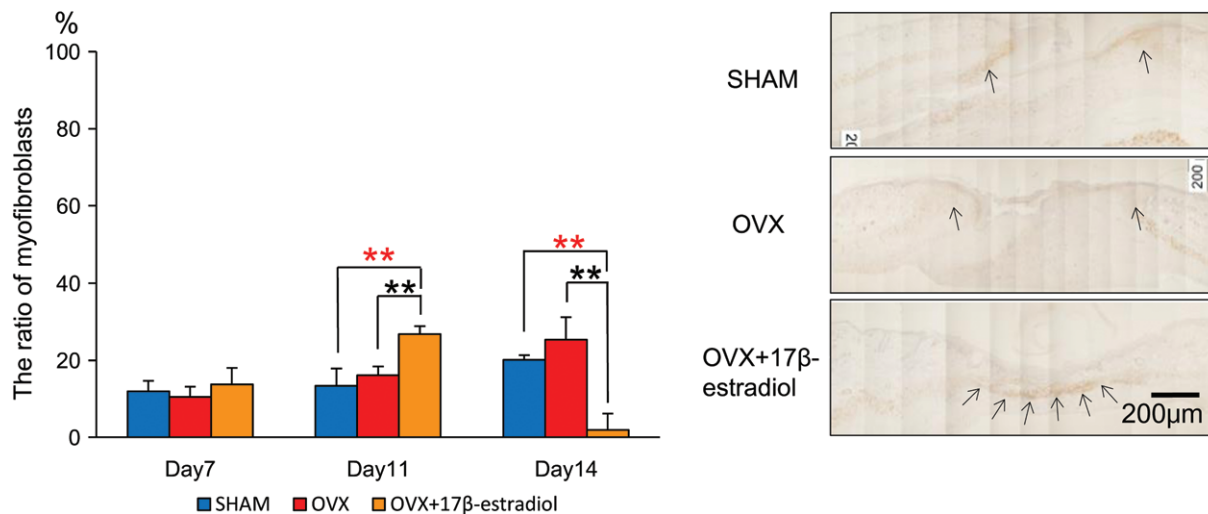 %
100
80
60
40
20
0
The ratio of myofibroblasts
**
**
**
**
Day7
Day11
Day14
SHAM
OVX
OVX+17β-estradiol
SHAM
OVX
200
OVX+17β-
estradiol
200μm